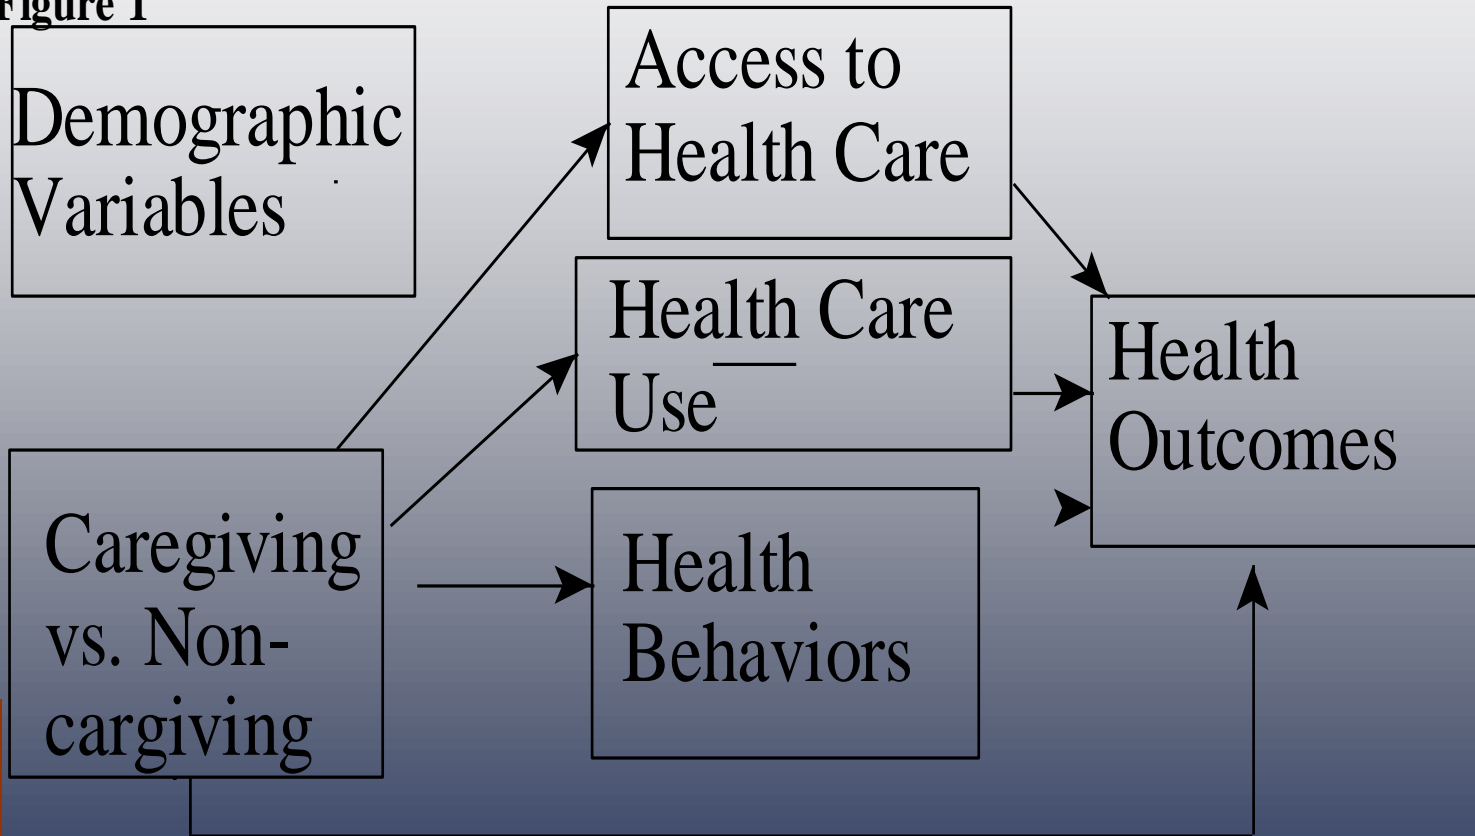 Figure 1
Demographic
Variables
Access to
Health Care
Health Care
Use
Health
Outcomes
Caregiving
vs. Non-
cargiving
Health
Behaviors